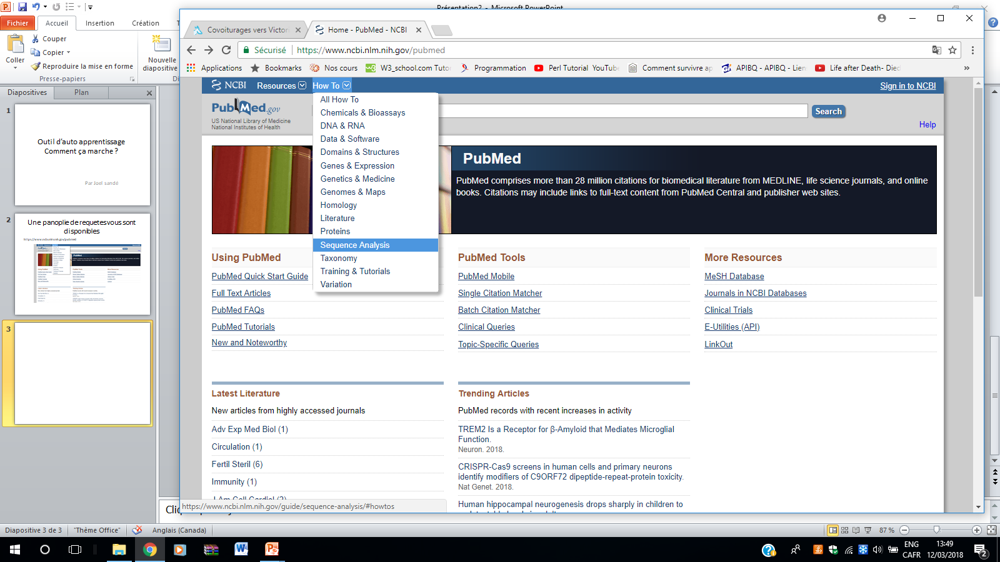 Présentation2 - Microsoft PowerPoint
Fichier
Accueil
Insertion
Création
Coller
Couper
Copier
Reproduire la mise en forme
Presse-papiers
Nouvelle
diapositive
Diapositives
Plan
1
Outil d'auto apprentissage
Comment ça marche ?
Par Joel sandé
2
Une panoplie de requetes vous sont
disponibles
https://www.ncbi.nlm.nih.gov/pubmed
3
Covoiturages vers Victori
Home - PubMed - NCBI
Sécurisé
https://www.ncbi.nlm.nih.gov/pubmed
Applications
Bookmarks
Nos cours
W3_school.com Tuto
Programmation
Perl Tutorial YouTube
Comment survivre ap
APIBQ - APIBQ - Lien
Life after Death- Died
»
NCBI
Resources
How To
Sign in to NCBI
PubMed.gov
US National Library of Medicine
National Institutes of Health
Search
Help
All How To
Chemicals & Bioassays
DNA & RNA
Data & Software
Domains & Structures
Genes & Expression
Genetics & Medicine
Genomes & Maps
Homology
Literature
Proteins
Sequence Analysis
Taxonomy
Training & Tutorials
Variation
PubMed
PubMed comprises more than 28 million citations for biomedical literature from MEDLINE, life science journals, and online
books. Citations may include links to full-text content from PubMed Central and publisher web sites.
Using PubMed
PubMed Quick Start Guide
Full Text Articles
PubMed FAQs
PubMed Tutorials
New and Noteworthy
PubMed Tools
PubMed Mobile
Single Citation Matcher
Batch Citation Matcher
Clinical Queries
Topic-Specific Queries
More Resources
MeSH Database
Journals in NCBI Databases
Clinical Trials
E-Utilities (API)
LinkOut
Latest Literature
New articles from highly accessed journals
Adv Exp Med Biol (1)
Circulation (1)
Fertil Steril (6)
Immunity (1)
J Am Coll Cardiol (2)
Trending Articles
PubMed records with recent increases in activity
TREM2 Is a Receptor for β-Amyloid that Mediates Microglial
Function.
Neuron. 2018.
CRISPR-Cas9 screens in human cells and primary neurons
identify modifiers of C9ORF72 dipeptide-repeat-protein toxicity.
Nat Genet. 2018.
Human hippocampal neurogenesis drops sharply in children to
https://www.ncbi.nlm.nih.gov/guide/sequence-analysis/#howtos
Diapositive 3 de 3
"Thème Office"
Anglais (Canada)
87 %
ENG
CAFR
13:49
12/03/2018
2